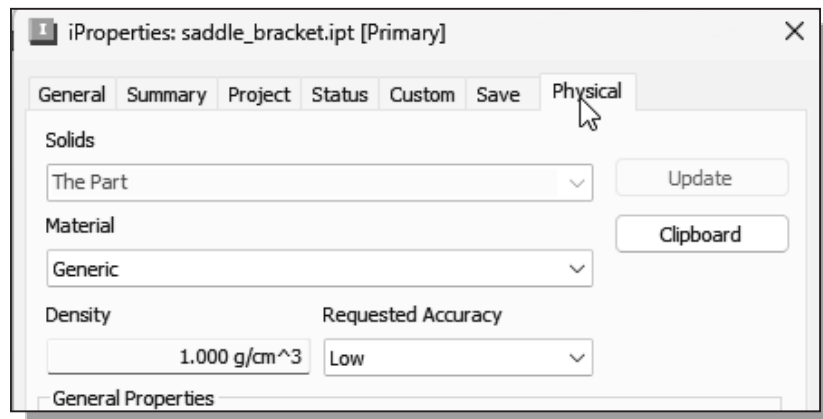 iProperties: saddle_bracket.ipt [Primary]
General Summary Project Status Custom Save Physical
Solids
The Part
Update
Material
Clipboard
Generic
Density Requested Accuracy
1.000 g/cm^3 Low
General Properties